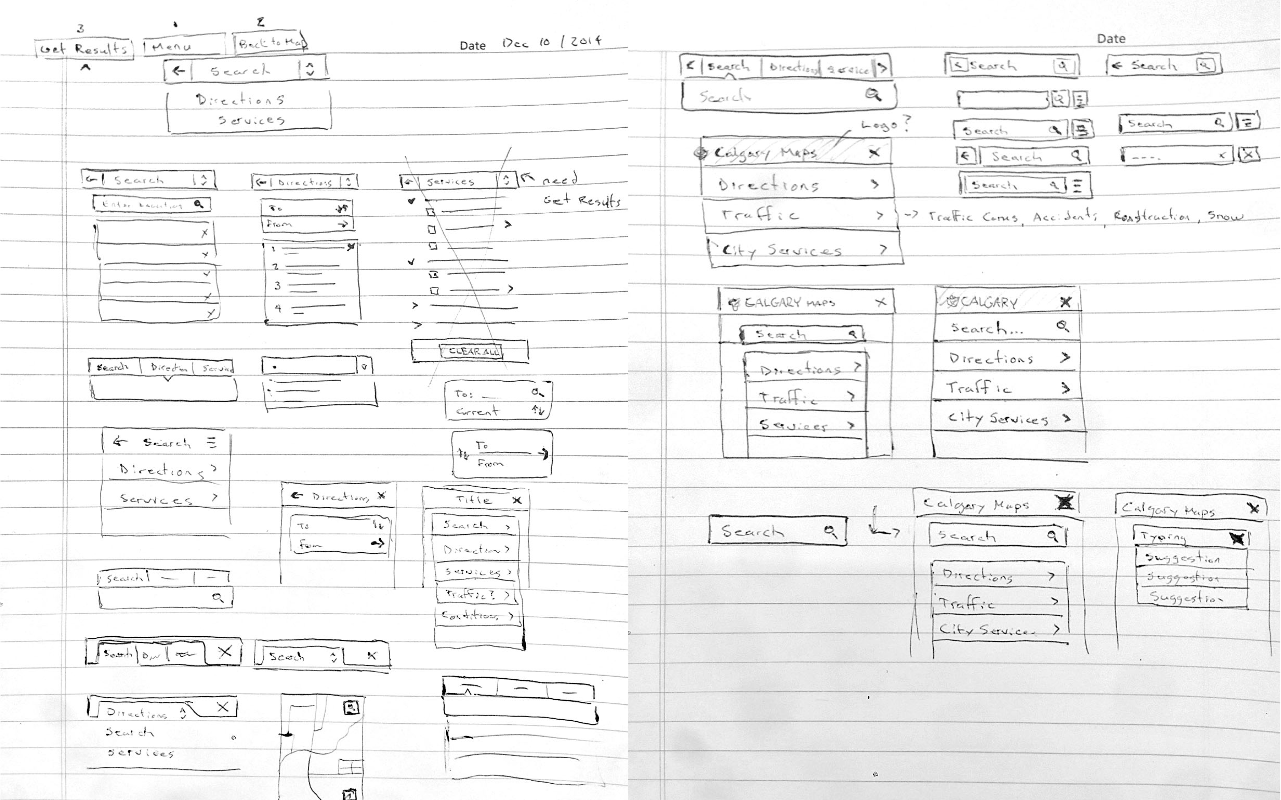 3
1
2
Get Results
Menu
Back to Map
Date Dec 10 / 2014
Search
Directions
Services
Search
Directions
Services
need
Get Results
Enter Location
To
From
1
2
3
4
CLEAR ALL
Search
Direction
Service
To:
Current
Search
Directions
Services
To
From
Directions
To
From
Title
Search
Direction
Services
Traffic?
Conditions
Search
Search
Dir
Search
Directions
Search
Services
Date
Search
Directions
Service
Search
Logo?
Calgary Maps
Directions
Traffic
Traffic Cams, Accidents, Construction, Snow
City Services
Search
Search
Search
Search
Search
Search
CALGARY MAPS
Search
Directions
Traffic
Services
CALGARY
Search...
Directions
Traffic
City Services
Search
Calgary Maps
Search
Directions
Traffic
City Service
Calgary Maps
Typing
Suggestion
Suggestion
Suggestion